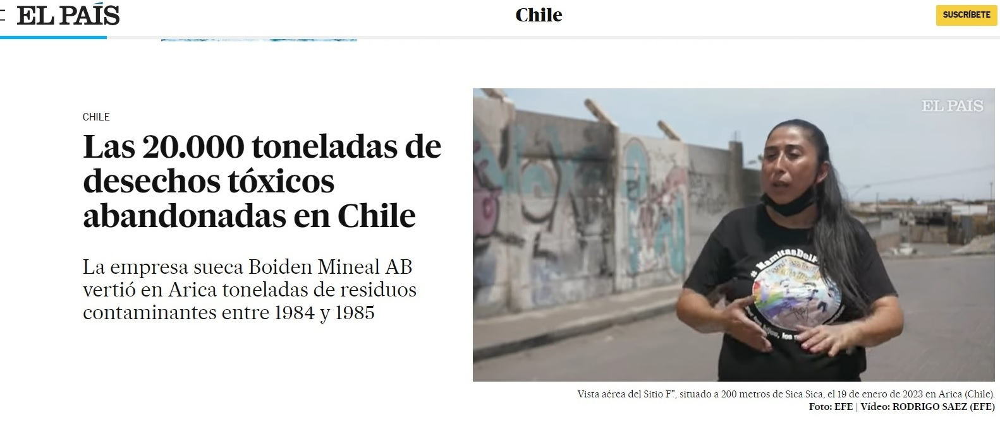 EL PAÍS
Chile
SUSCRÍBETE
CHILE
Las 20.000 toneladas de
desechos tóxicos
abandonadas en Chile
La empresa sueca Boiden Mineal AB
vertió en Arica toneladas de residuos
contaminantes entre 1984 y 1985
EL PAÍS
#MamitasDel
hijos, los
Vista aérea del Sitio F", situado a 200 metros de Sica Sica, el 19 de enero de 2023 en Arica (Chile).
Foto: EFE | Vídeo: RODRIGO SAEZ (EFE)